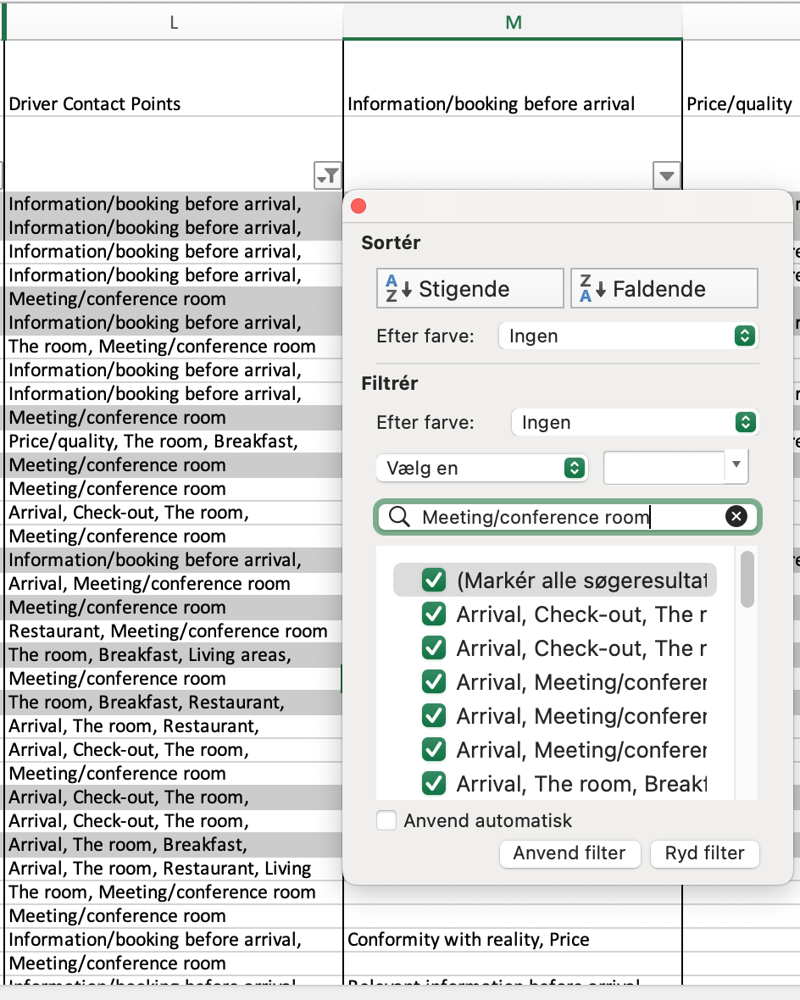 L M
Driver Contact Points Information/booking before arrival Price/quality
Information/booking before arrival,
Information/booking before arrival,
Information/booking before arrival,
Information/booking before arrival,
Meeting/conference room
Information/booking before arrival,
The room, Meeting/conference room
Information/booking before arrival,
Information/booking before arrival,
Meeting/conference room
Price/quality, The room, Breakfast,
Meeting/conference room
Meeting/conference room
Arrival, Check-out, The room,
Meeting/conference room
Information/booking before arrival,
Arrival, Meeting/conference room
Meeting/conference room
Restaurant, Meeting/conference room
The room, Breakfast, Living areas,
Meeting/conference room
The room, Breakfast, Restaurant,
Arrival, The room, Restaurant,
Arrival, Check-out, The room,
Meeting/conference room
Arrival, Check-out, The room,
Arrival, Check-out, The room,
Arrival, The room, Breakfast,
Arrival, The room, Restaurant, Living
The room, Meeting/conference room
Meeting/conference room
Information/booking before arrival, Conformity with reality, Price
Meeting/conference room
Information/booking before arrival, Relevant information before arrival
Sortér
A Z Stigende Z A Faldende
Efter farve: Ingen
Filtrér
Efter farve: Ingen
Vælg en
Meeting/conference room
(Markér alle søgeresultat
Arrival, Check-out, The r
Arrival, Check-out, The r
Arrival, Meeting/conferer
Arrival, Meeting/conferer
Arrival, Meeting/conferer
Arrival, The room, Breakf
Anvend automatisk
Anvend filter Ryd filter